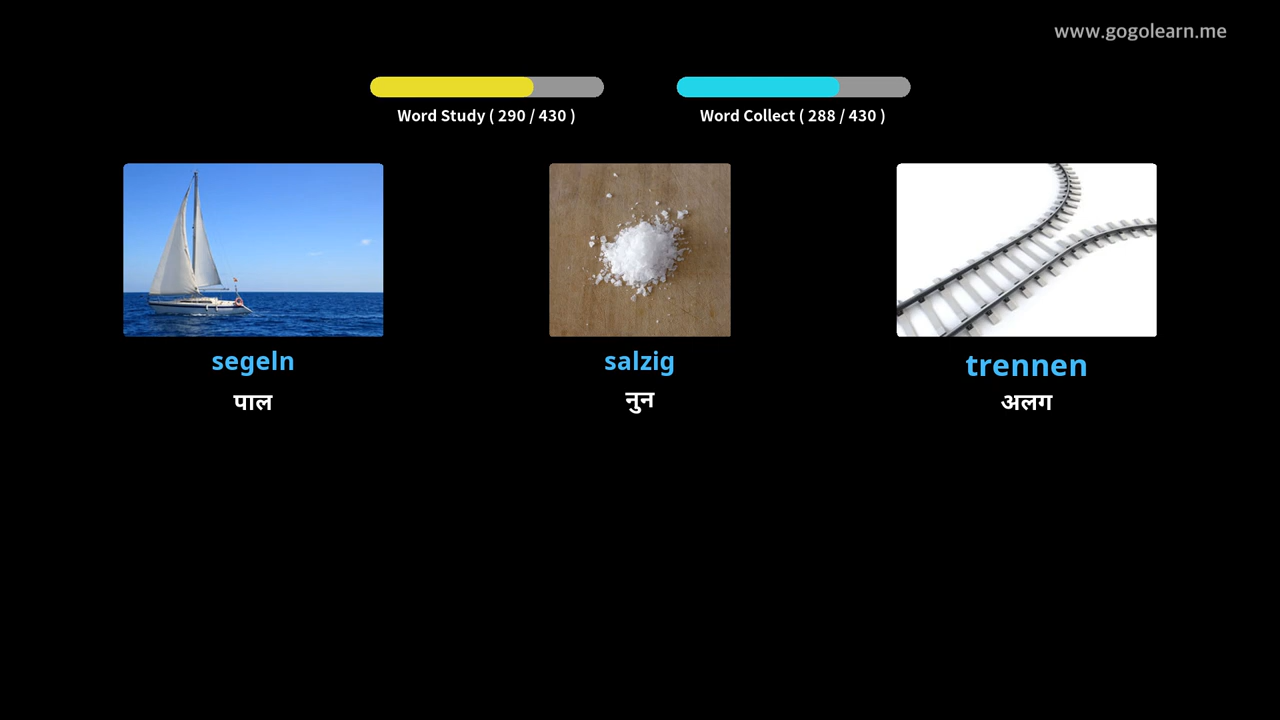 www.gogolearn.me
Word Study ( 290 / 430 )
Word Collect ( 288 / 430 )
segeln
salzig
trennen
पाल
नुन
अलग